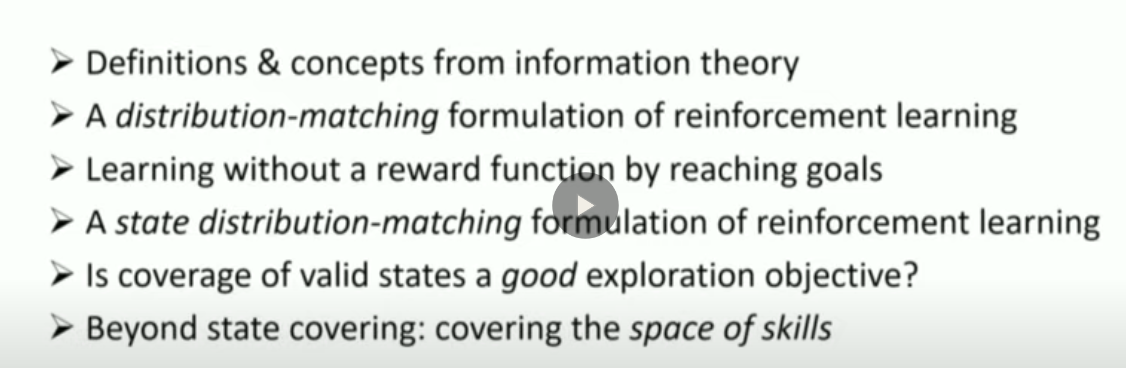 ➢ Definitions & concepts from information theory
➢ A distribution-matching formulation of reinforcement learning
➢ Learning without a reward function by reaching goals
➢ A state distribution-matching formulation of reinforcement learning
➢ Is coverage of valid states a good exploration objective?
➢ Beyond state covering: covering the space of skills